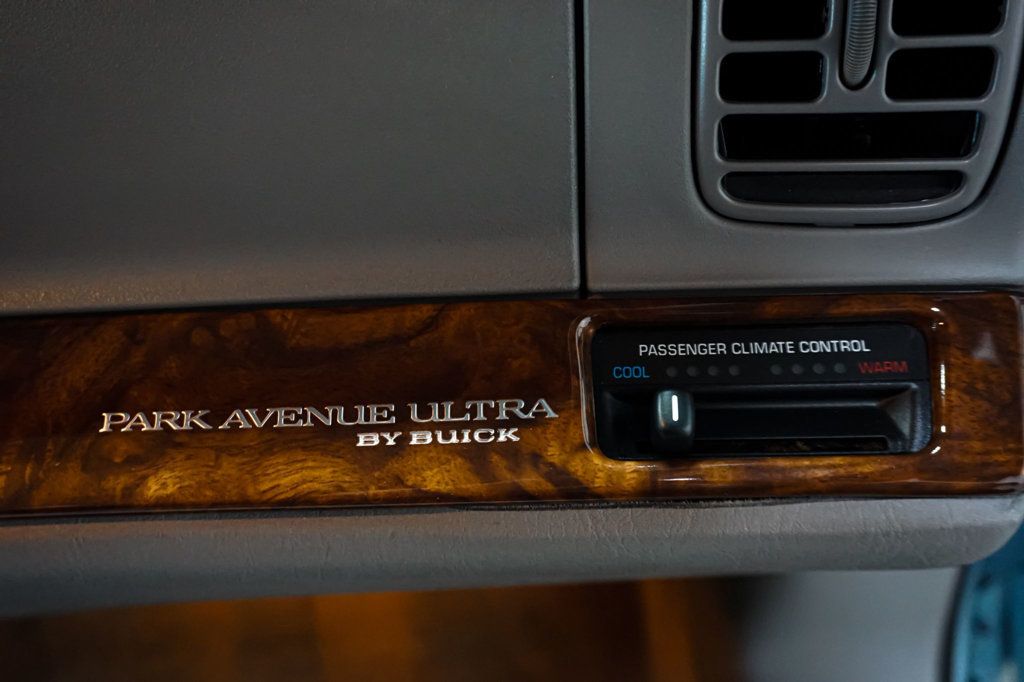 PASSENGER CLIMATE CONTROL
COOL WARM
PARK AVENUE ULTRA
BY BUICK